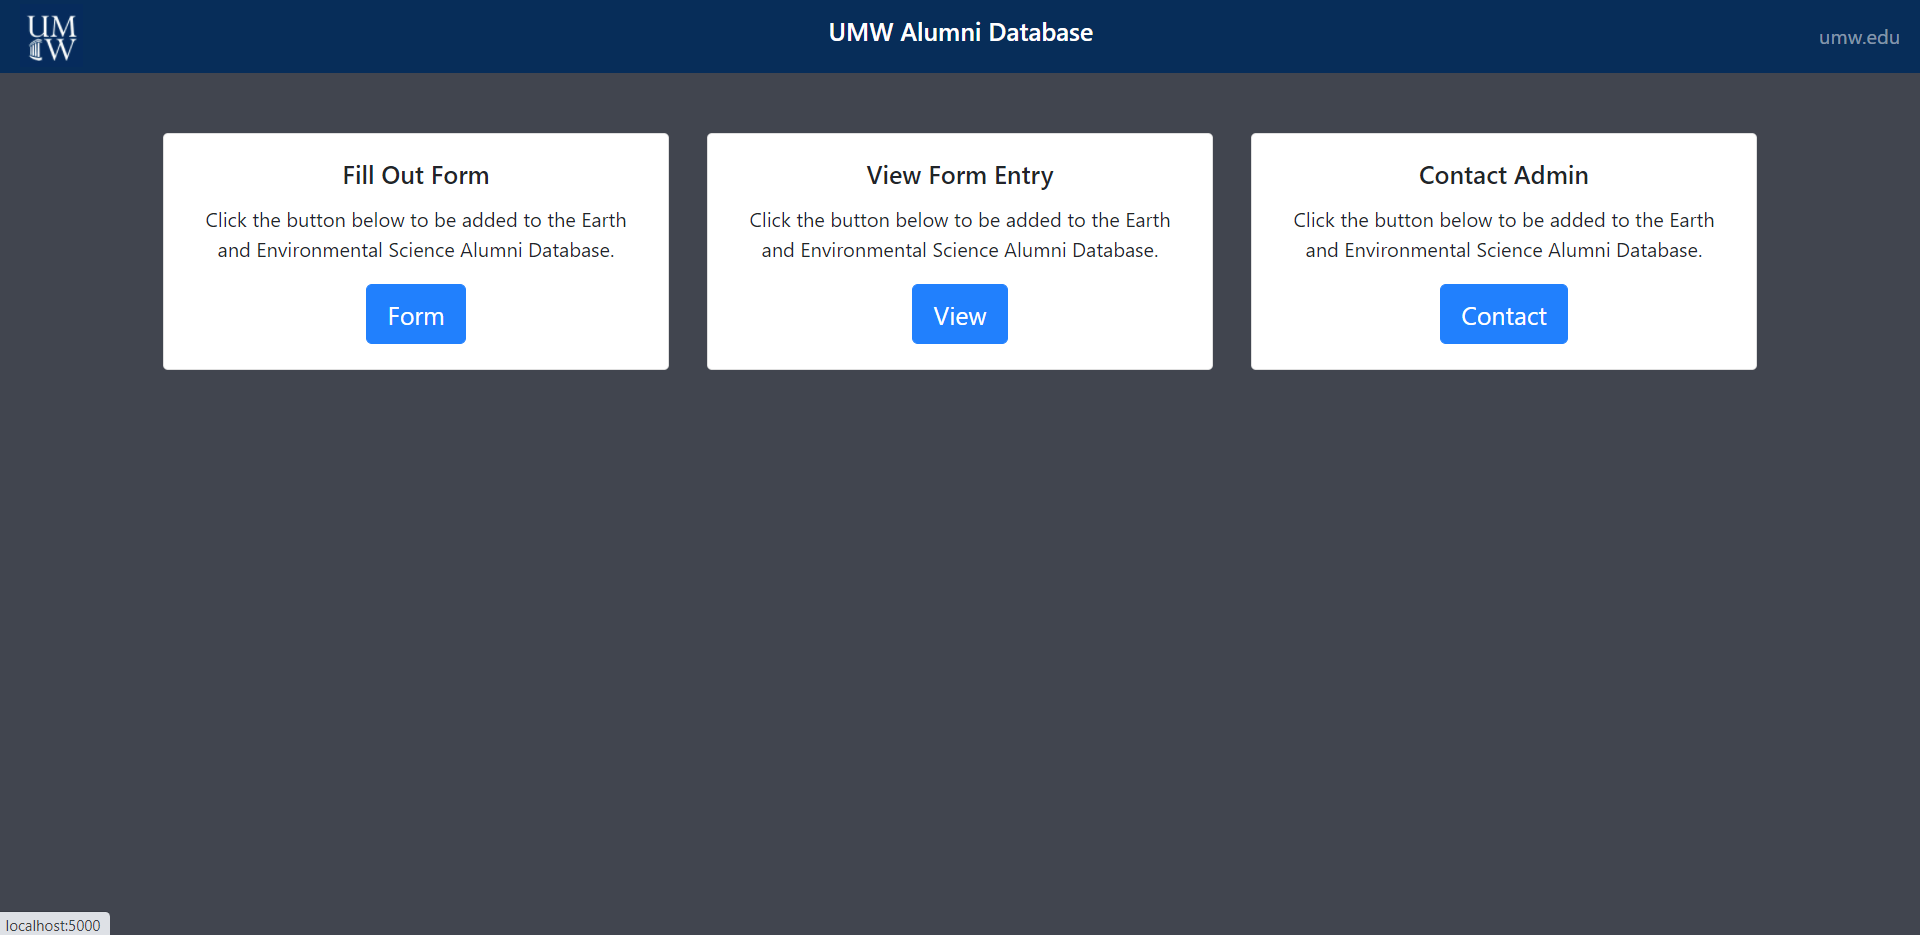 UM
W
UMW Alumni Database
umw.edu
Fill Out Form
Click the button below to be added to the Earth
and Environmental Science Alumni Database.
Form
View Form Entry
Click the button below to be added to the Earth
and Environmental Science Alumni Database.
View
Contact Admin
Click the button below to be added to the Earth
and Environmental Science Alumni Database.
Contact
localhost:5000